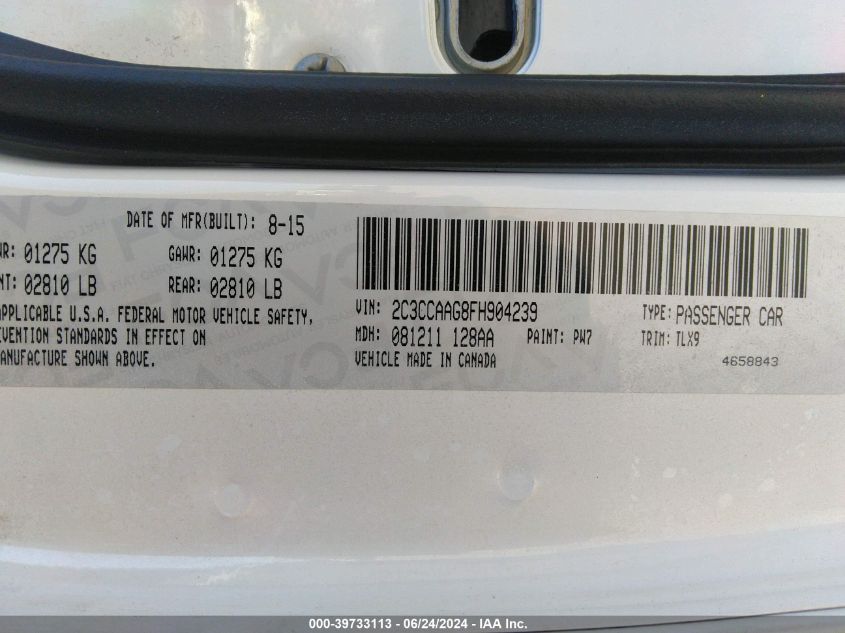 DATE OF MFR(BUILT): 8-15
WR: 01275 KG GAWR: 01275 KG
NT: 02810 LB REAR: 02810 LB
APPLICABLE U.S.A. FEDERAL MOTOR VEHICLE SAFETY,
EVENTION STANDARDS IN EFFECT ON
MANUFACTURE SHOWN ABOVE.
VIN: 2C3CCAAG8FH904239 TYPE: PASSENGER CAR
MDH: 081211 128AA PAINT: PW7 TRIM: TLX9
VEHICLE MADE IN CANADA 4658843
000-39733113 - 06/24/2024 - IAA Inc.